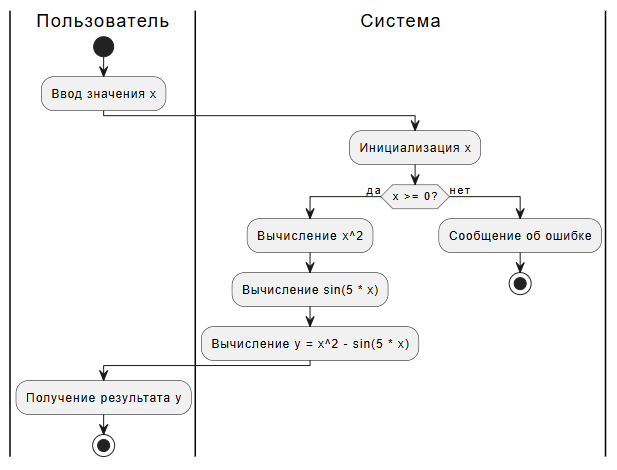 Пользователь
Система
Ввод значения x
Инициализация x
да
x >= 0?
нет
Вычисление x^2
Сообщение об ошибке
Вычисление sin(5 * x)
Вычисление y = x^2 - sin(5 * x)
Получение результата y